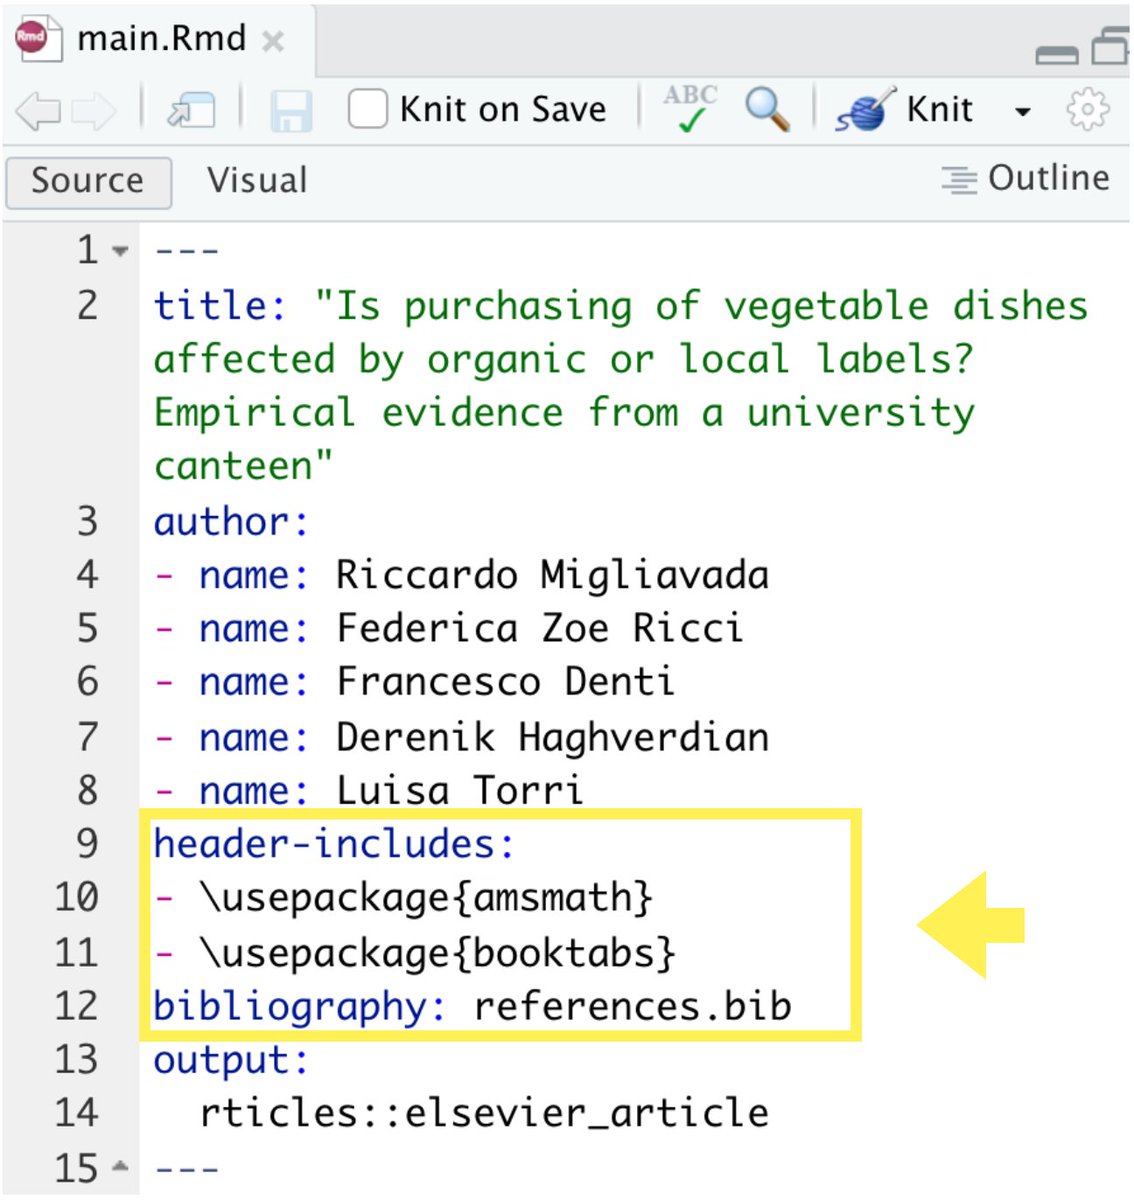 Rmd main.Rmd
Knit on Save ABC Knit
Source Visual Outline
1 ---
2 title: "Is purchasing of vegetable dishes
affected by organic or local labels?
Empirical evidence from a university
canteen"
3 author:
4 - name: Riccardo Migliavada
5 - name: Federica Zoe Ricci
6 - name: Francesco Denti
7 - name: Derenik Haghverdian
8 - name: Luisa Torri
9 header-includes:
10 - \usepackage{amsmath}
11 - \usepackage{booktabs}
12 bibliography: references.bib
13 output:
14 rticles::elsevier_article
15 ---